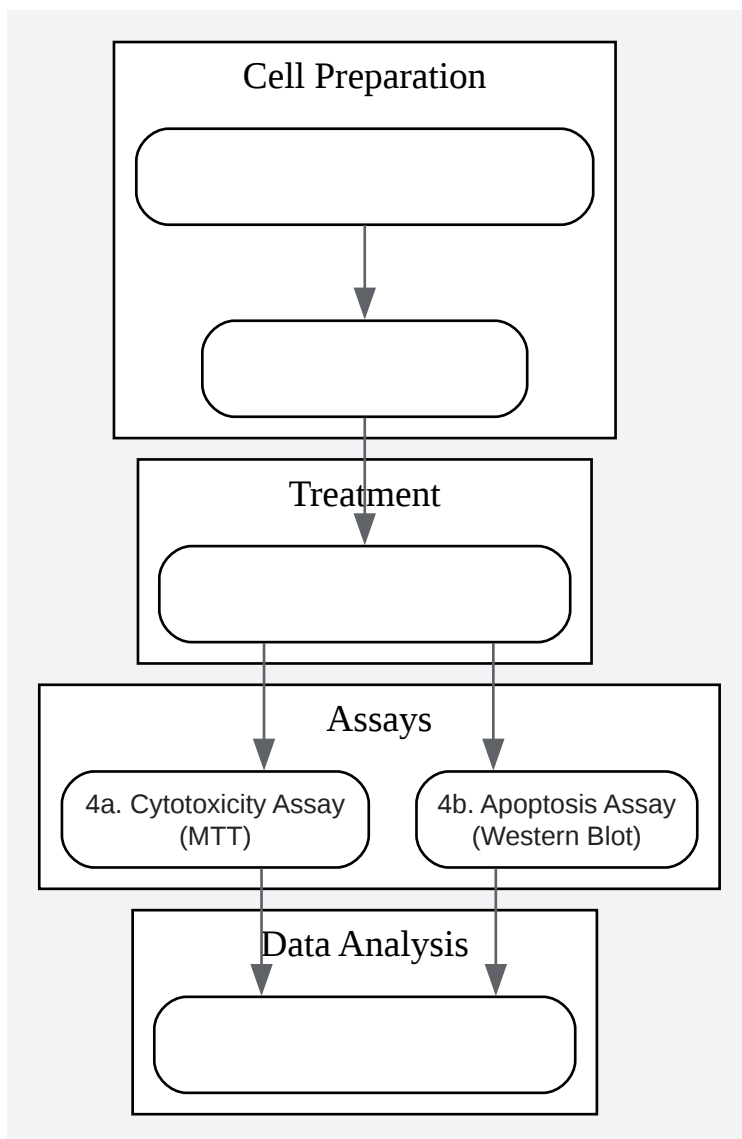 Cell Preparation
Treatment
Assays
4a. Cytotoxicity Assay
(MTT)
4b. Apoptosis Assay
(Western Blot)
Data Analysis